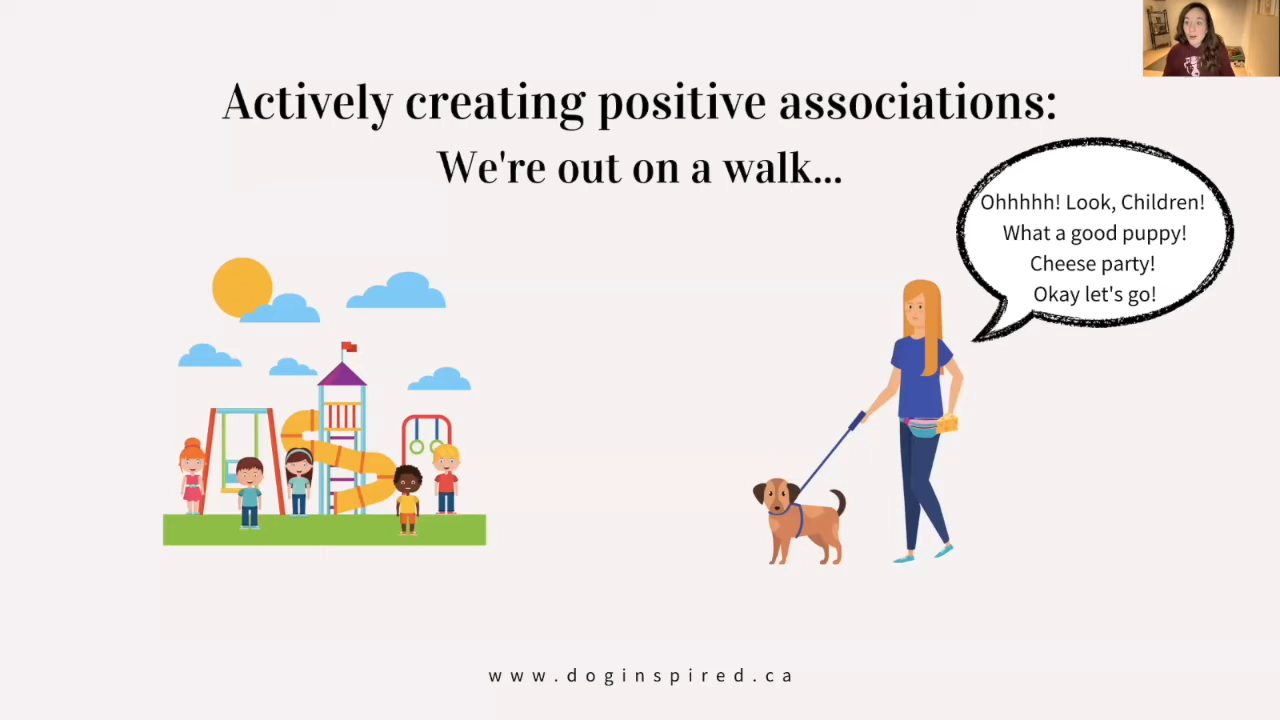 Actively creating positive associations:
We're out on a walk...
Ohhhhh! Look, Children!
What a good puppy!
Cheese party!
Okay let's go!
www.doginspired.ca